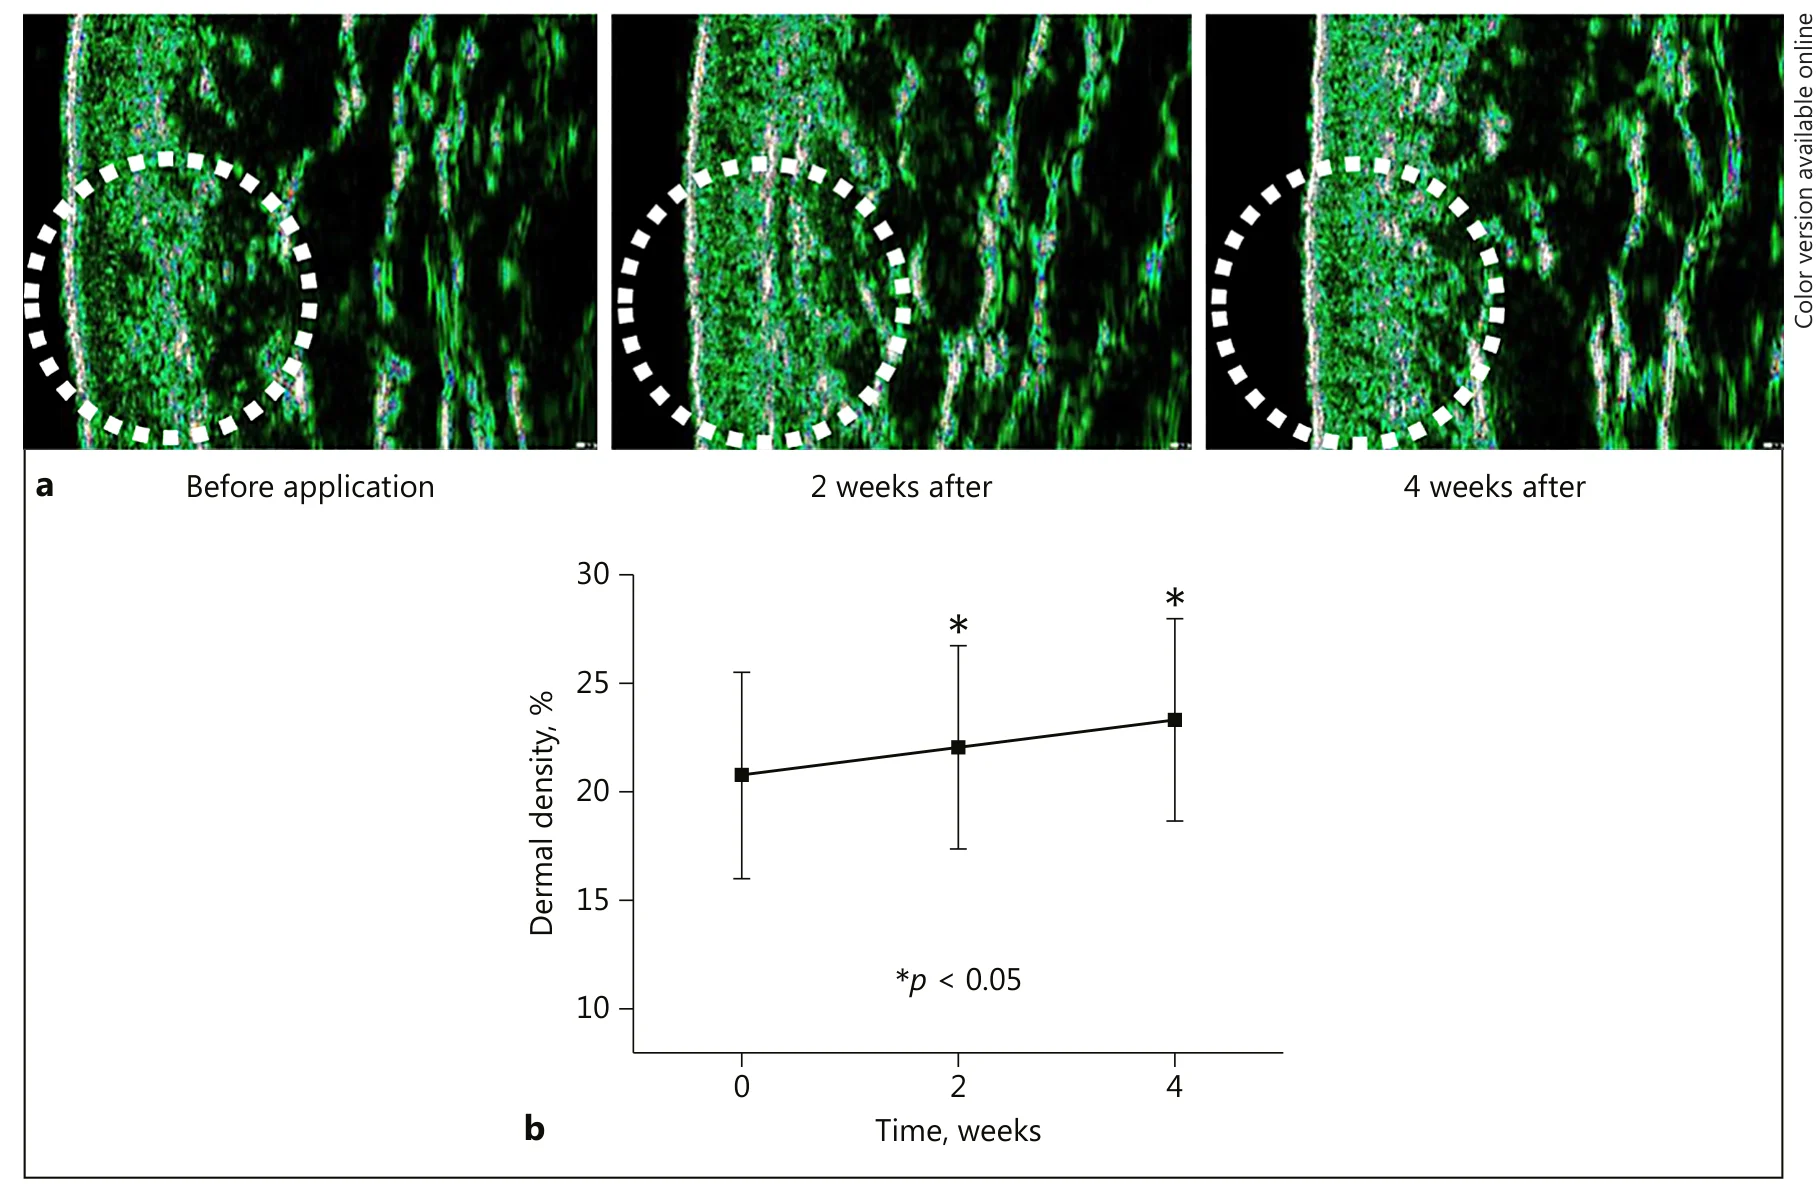 Color version available online
a
Before application
2 weeks after
4 weeks after
30
25
20
15
10
Dermal density, %
*
*
*p < 0.05
0
2
4
Time, weeks
b